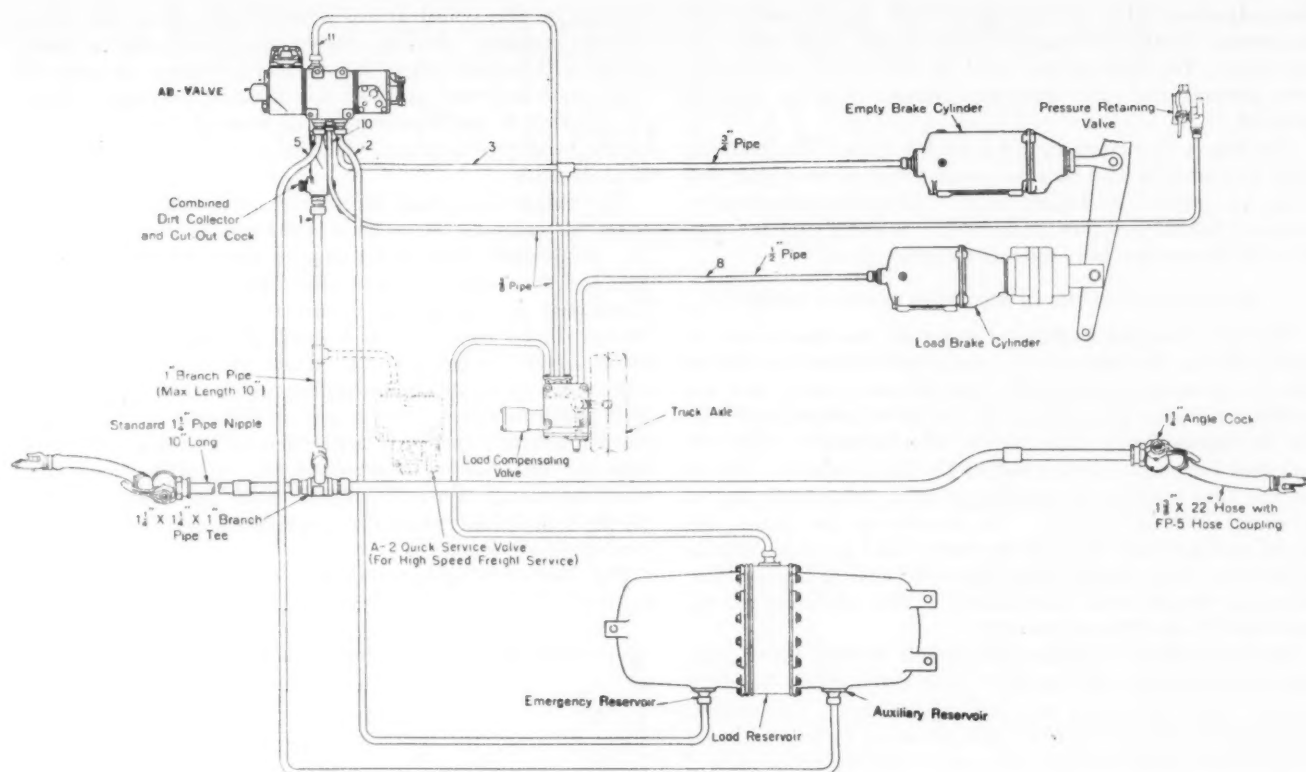 11
AB-VALVE
5
10
2
3
3/4" Pipe
Empty Brake Cylinder
Pressure Retaining
Valve
Combined
Dirt Collector
and Cut-Out Cock
1
3/8" Pipe
8
1/2" Pipe
Load Brake Cylinder
1" Branch Pipe
(Max Length 10")
Standard 1 1/4" Pipe Nipple
10" Long
Truck Axle
Load Compensating
Valve
1 1/4" Angle Cock
1 1/4" X 1 1/4" X 1" Branch
Pipe Tee
A-2 Quick Service Valve
(For High Speed Freight Service)
1 3/8" X 22" Hose with
FP-5 Hose Coupling
Emergency Reservoir
Load Reservoir
Auxiliary Reservoir